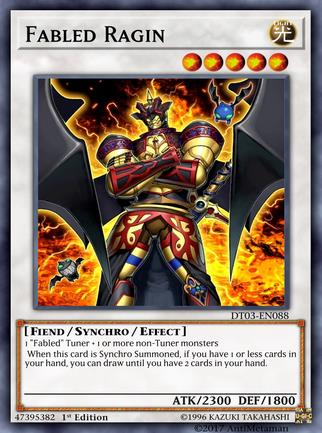 FABLED RAGIN
LIGHT
光
DT03-EN088
[FIEND / SYNCHRO / EFFECT]
1 "Fabled" Tuner + 1 or more non-Tuner monsters
When this card is Synchro Summoned, if you have 1 or less cards in
your hand, you can draw until you have 2 cards in your hand.
ATK/2300 DEF/1800
47395382 1st Edition ©1996 KAZUKI TAKAHASHI
©2017 AntiMetaman